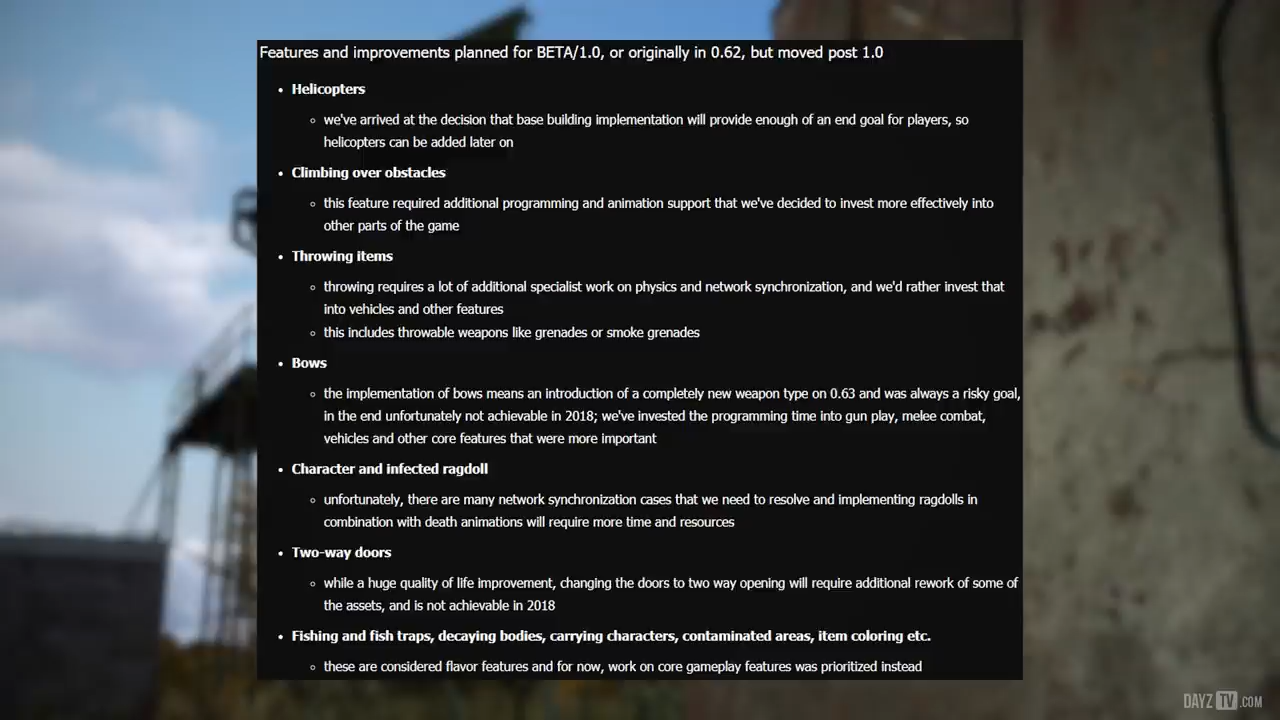 Features and improvements planned for BETA/1.0, or originally in 0.62, but moved post 1.0
• Helicopters
◦ we've arrived at the decision that base building implementation will provide enough of an end goal for players, so
helicopters can be added later on
• Climbing over obstacles
◦ this feature required additional programming and animation support that we've decided to invest more effectively into
other parts of the game
• Throwing items
◦ throwing requires a lot of additional specialist work on physics and network synchronization, and we'd rather invest that
into vehicles and other features
◦ this includes throwable weapons like grenades or smoke grenades
• Bows
◦ the implementation of bows means an introduction of a completely new weapon type on 0.63 and was always a risky goal,
in the end unfortunately not achievable in 2018; we've invested the programming time into gun play, melee combat,
vehicles and other core features that were more important
• Character and infected ragdoll
◦ unfortunately, there are many network synchronization cases that we need to resolve and implementing ragdolls in
combination with death animations will require more time and resources
• Two-way doors
◦ while a huge quality of life improvement, changing the doors to two way opening will require additional rework of some of
the assets, and is not achievable in 2018
• Fishing and fish traps, decaying bodies, carrying characters, contaminated areas, item coloring etc.
◦ these are considered flavor features and for now, work on core gameplay features was prioritized instead
DAYZ TV .COM